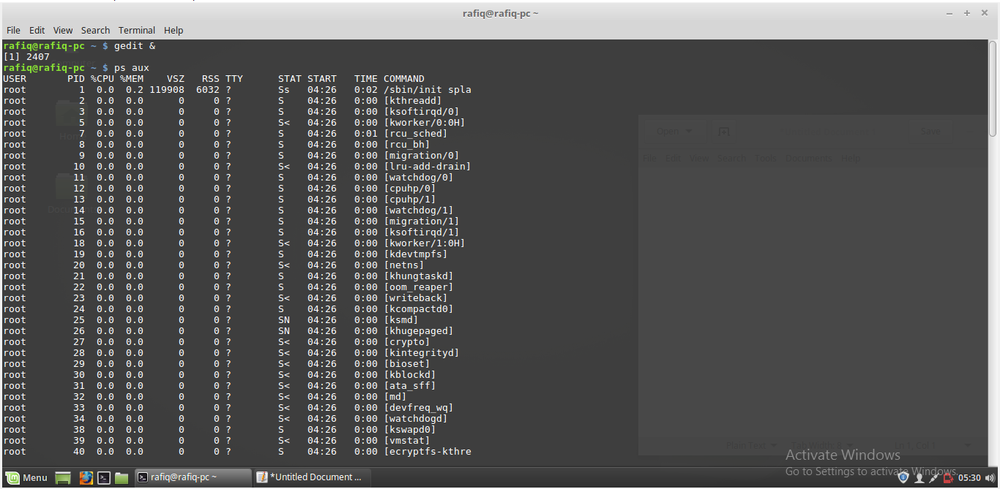 rafiq@rafiq-pc ~
File Edit View Search Terminal Help
rafiq@rafiq-pc ~ $ gedit &
[1] 2407
rafiq@rafiq-pc ~ $ ps aux
USER PID %CPU %MEM VSZ RSS TTY STAT START TIME COMMAND
root 1 0.0 0.2 119908 6032 ? Ss 04:26 0:02 /sbin/init spla
root 2 0.0 0.0 0 0 ? S 04:26 0:00 [kthreadd]
root 3 0.0 0.0 0 0 ? S 04:26 0:00 [ksoftirqd/0]
root 5 0.0 0.0 0 0 ? S< 04:26 0:00 [kworker/0:0H]
root 7 0.0 0.0 0 0 ? S 04:26 0:01 [rcu_sched]
root 8 0.0 0.0 0 0 ? S 04:26 0:00 [rcu_bh]
root 9 0.0 0.0 0 0 ? S 04:26 0:00 [migration/0]
root 10 0.0 0.0 0 0 ? S< 04:26 0:00 [lru-add-drain]
root 11 0.0 0.0 0 0 ? S 04:26 0:00 [watchdog/0]
root 12 0.0 0.0 0 0 ? S 04:26 0:00 [cpuhp/0]
root 13 0.0 0.0 0 0 ? S 04:26 0:00 [cpuhp/1]
root 14 0.0 0.0 0 0 ? S 04:26 0:00 [watchdog/1]
root 15 0.0 0.0 0 0 ? S 04:26 0:00 [migration/1]
root 16 0.0 0.0 0 0 ? S 04:26 0:00 [ksoftirqd/1]
root 18 0.0 0.0 0 0 ? S< 04:26 0:00 [kworker/1:0H]
root 19 0.0 0.0 0 0 ? S 04:26 0:00 [kdevtmpfs]
root 20 0.0 0.0 0 0 ? S< 04:26 0:00 [netns]
root 21 0.0 0.0 0 0 ? S 04:26 0:00 [khungtaskd]
root 22 0.0 0.0 0 0 ? S 04:26 0:00 [oom_reaper]
root 23 0.0 0.0 0 0 ? S< 04:26 0:00 [writeback]
root 24 0.0 0.0 0 0 ? S 04:26 0:00 [kcompactd0]
root 25 0.0 0.0 0 0 ? SN 04:26 0:00 [ksmd]
root 26 0.0 0.0 0 0 ? SN 04:26 0:00 [khugepaged]
root 27 0.0 0.0 0 0 ? S< 04:26 0:00 [crypto]
root 28 0.0 0.0 0 0 ? S< 04:26 0:00 [kintegrityd]
root 29 0.0 0.0 0 0 ? S< 04:26 0:00 [bioset]
root 30 0.0 0.0 0 0 ? S< 04:26 0:00 [kblockd]
root 31 0.0 0.0 0 0 ? S< 04:26 0:00 [ata_sff]
root 32 0.0 0.0 0 0 ? S< 04:26 0:00 [md]
root 33 0.0 0.0 0 0 ? S< 04:26 0:00 [devfreq_wq]
root 34 0.0 0.0 0 0 ? S< 04:26 0:00 [watchdogd]
root 38 0.0 0.0 0 0 ? S 04:26 0:00 [kswapd0]
root 39 0.0 0.0 0 0 ? S< 04:26 0:00 [vmstat]
root 40 0.0 0.0 0 0 ? S 04:26 0:00 [ecryptfs-kthre
Open Save
File Edit View Search Tools Documents Help
Plain Text Tab Width: 8 Ln 1, Col 1
Activate Windows
Go to Settings to activate Windows.
Menu rafiq@rafiq-pc ~ *Untitled Document ... 05:30